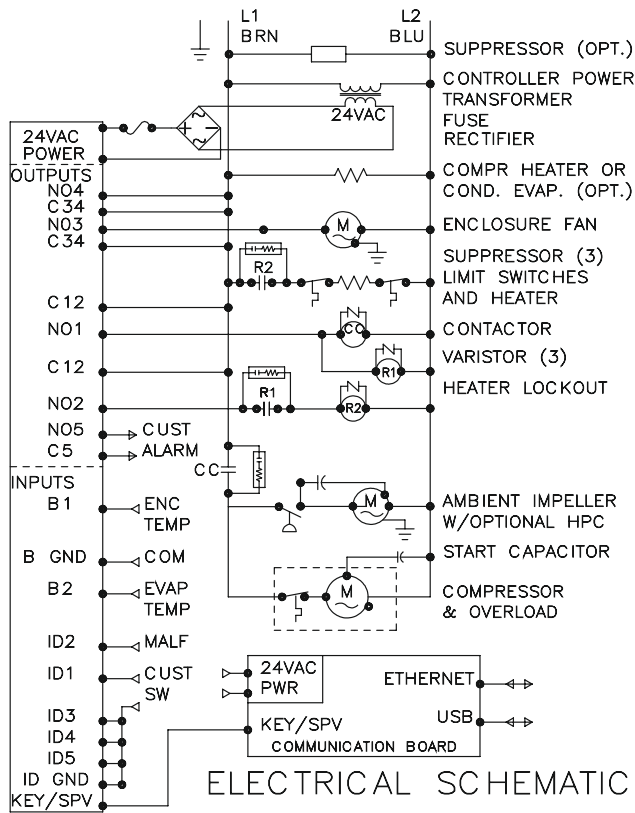 L1
BRN
L2
BLU
SUPPRESSOR (OPT.)
CONTROLLER POWER
TRANSFORMER
FUSE
RECTIFIER
24VAC
24VAC
POWER
OUTPUTS
NO4
C34
NO3
C34
C12
NO1
C12
NO2
NO5
C5
CUST
ALARM
COMPR HEATER OR
COND. EVAP. (OPT.)
M
ENCLOSURE FAN
SUPPRESSOR (3)
LIMIT SWITCHES
AND HEATER
R2
CC
CONTACTOR
VARISTOR (3)
R1
HEATER LOCKOUT
R1
R2
CC
INPUTS
B1
ENC
TEMP
B GND
COM
B2
EVAP
TEMP
ID2
MALF
ID1
CUST
SW
ID3
ID4
ID5
ID GND
KEY/SPV
M
AMBIENT IMPELLER
W/OPTIONAL HPC
START CAPACITOR
M
COMPRESSOR
& OVERLOAD
24VAC
PWR
KEY/SPV
ETHERNET
USB
COMMUNICATION BOARD
ELECTRICAL SCHEMATIC